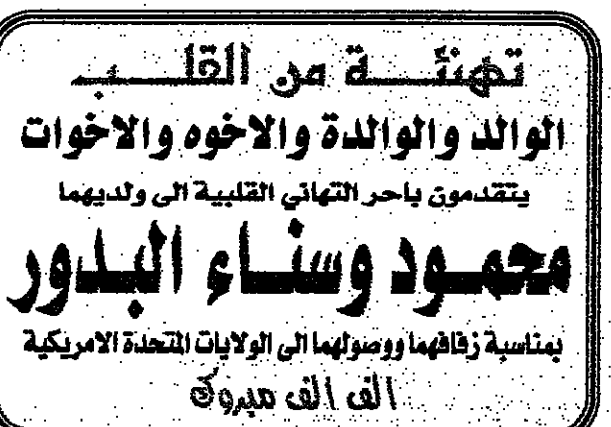 تهنئة من القلب
الوالد والوالدة والاخوه والاخوات
يتقدمون باحر التهاني القلبية الى ولديهما
محمود وسناء البدور
بمناسبة زفافهما ووصولهما الى الولايات المتحدة الامريكية
الف الف مبروك